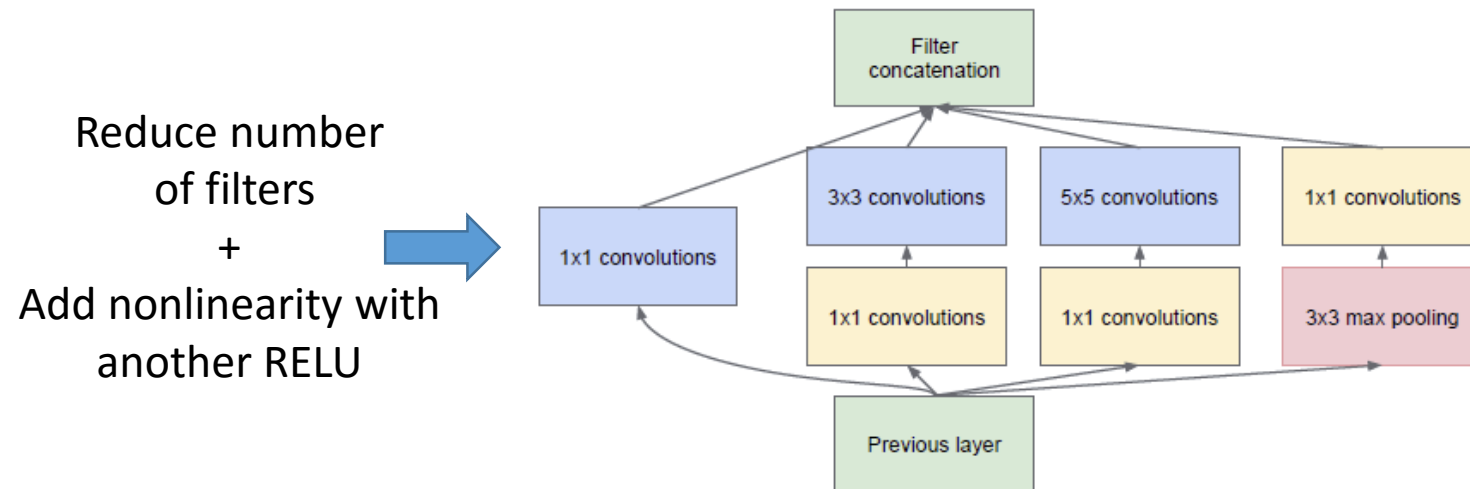 Reduce number
of filters
+
Add nonlinearity with
another RELU
Filter
concatenation
1x1 convolutions
3x3 convolutions
5x5 convolutions
1x1 convolutions
1x1 convolutions
1x1 convolutions
3x3 max pooling
Previous layer